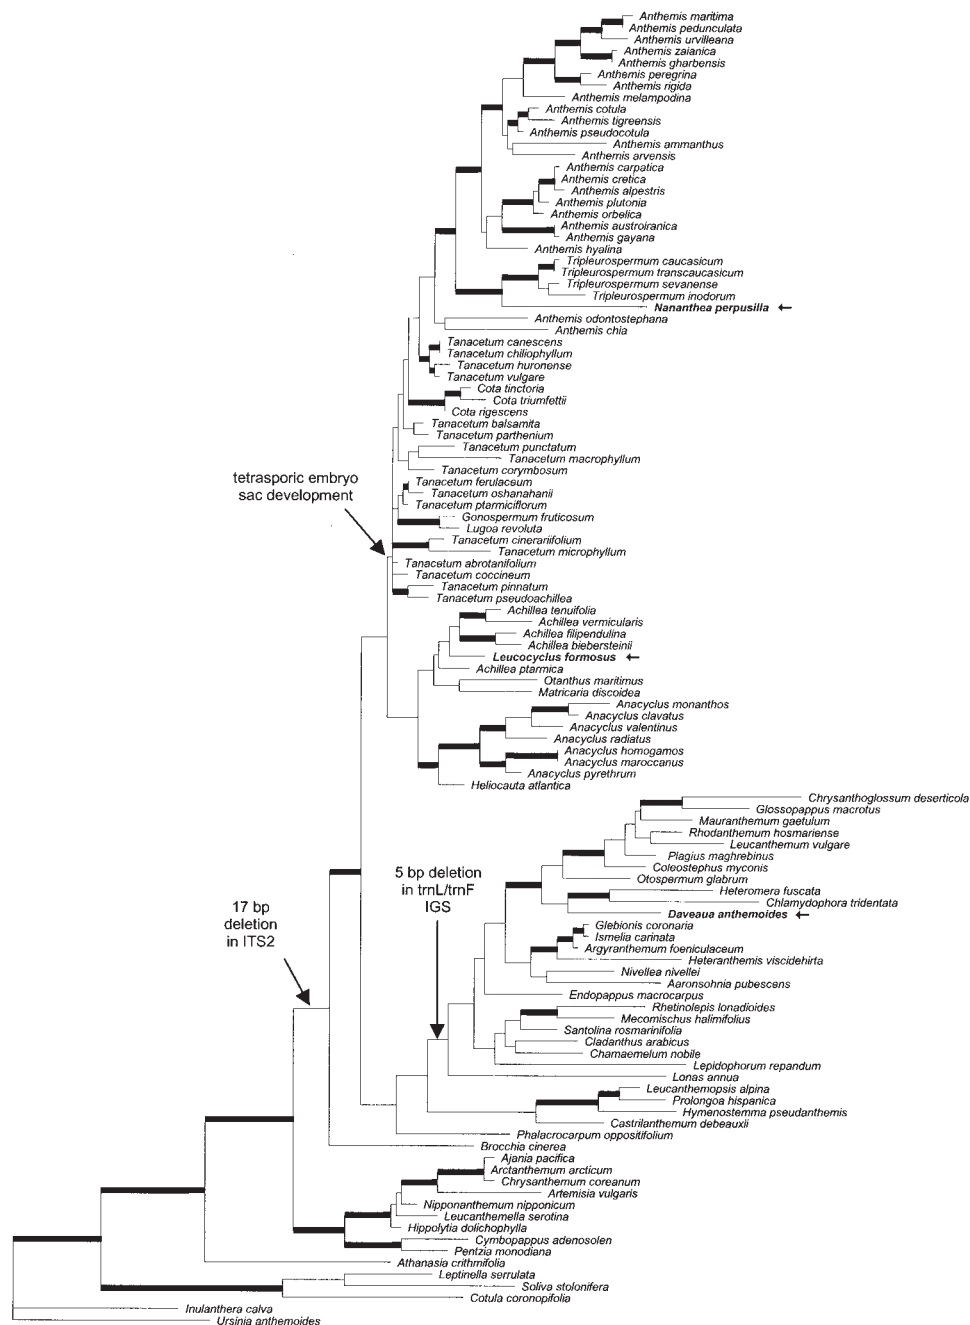 Anthemis maritima
Anthemis pedunculata
Anthemis urvilleana
Anthemis zaianica
Anthemis gharbensis
Anthemis peregrina
Anthemis rigida
Anthemis melampodina
Anthemis cotula
Anthemis tigreensis
Anthemis pseudocotula
Anthemis ammanthus
Anthemis arvensis
Anthemis carpatica
Anthemis cretica
Anthemis alpestris
Anthemis plutonia
Anthemis orbelica
Anthemis austroiranica
Anthemis gayana
Anthemis hyalina
Tripleurospermum caucasicum
Tripleurospermum transcaucasicum
Tripleurospermum sevanense
Tripleurospermum inodorum
Nananthea perpusilla
Anthemis odontostephana
Anthemis chia
Tanacetum canescens
Tanacetum chiliophyllum
Tanacetum huronense
Tanacetum vulgare
Cota tinctoria
Cota triumfettii
Cota rigescens
Tanacetum balsamita
Tanacetum parthenium
Tanacetum punctatum
Tanacetum macrophyllum
Tanacetum corymbosum
tetrasporic embryo
sac development
Tanacetum ferulaceum
Tanacetum oshanahanii
Tanacetum ptarmiciflorum
Gonospermum fruticosum
Lugoa revoluta
Tanacetum cinerariifolium
Tanacetum microphyllum
Tanacetum abrotanifolium
Tanacetum coccineum
Tanacetum pinnatum
Tanacetum pseudoachillea
Achillea tenuifolia
Achillea vermicularis
Achillea filipendulina
Achillea biebersteinii
Leucocyclus formosus
Achillea ptarmica
Otanthus maritimus
Matricaria discoidea
Anacyclus monanthos
Anacyclus clavatus
Anacyclus valentinus
Anacyclus radiatus
Anacyclus homogamos
Anacyclus maroccanus
Anacyclus pyrethrum
Heliocauta atlantica
Chrysanthoglossum deserticola
Glossopappus macrotus
Mauranthemum gaetulum
Rhodanthemum hosmariense
Leucanthemum vulgare
Plagius maghrebinus
Coleostephus myconis
Otospermum glabrum
5 bp deletion
in trnL/trnF
IGS
Heteromera fuscata
Chlamydophora tridentata
Daveaua anthemoides
17 bp
deletion
in ITS2
Glebionis coronaria
Ismelia carinata
Argyranthemum foeniculaceum
Heteranthemis viscidehirta
Nivellea nivellei
Aaronsohnia pubescens
Endopappus macrocarpus
Rhetinolepis lonadioides
Mecomischus halimifolius
Santolina rosmarinifolia
Cladanthus arabicus
Chamaemelum nobile
Lepidophorum repandum
Lonas annua
Leucanthemopsis alpina
Prolongoa hispanica
Hymenostemma pseudanthemis
Castrilanthemum debeauxii
Phalacrocarpum oppositifolium
Brocchia cinerea
Ajania pacifica
Arctanthemum arcticum
Chrysanthemum coreanum
Artemisia vulgaris
Nipponanthemum nipponicum
Leucanthemella serotina
Hippolytia dolichophylla
Cymbopappus adenosolen
Pentzia monodiana
Athanasia crithmifolia
Leptinella serrulata
Soliva stolonifera
Cotula coronopifolia
Inulanthera calva
Ursinia anthemoides